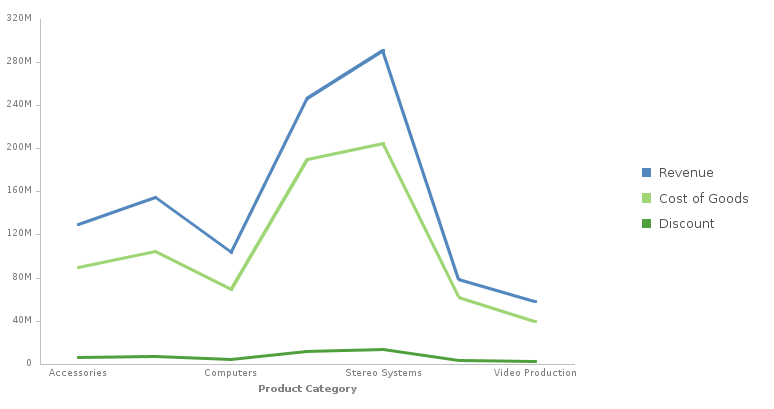 320M
280M
240M
200M
160M
120M
80M
40M
0
Accessories Computers Stereo Systems Video Production
Product Category
Revenue
Cost of Goods
Discount